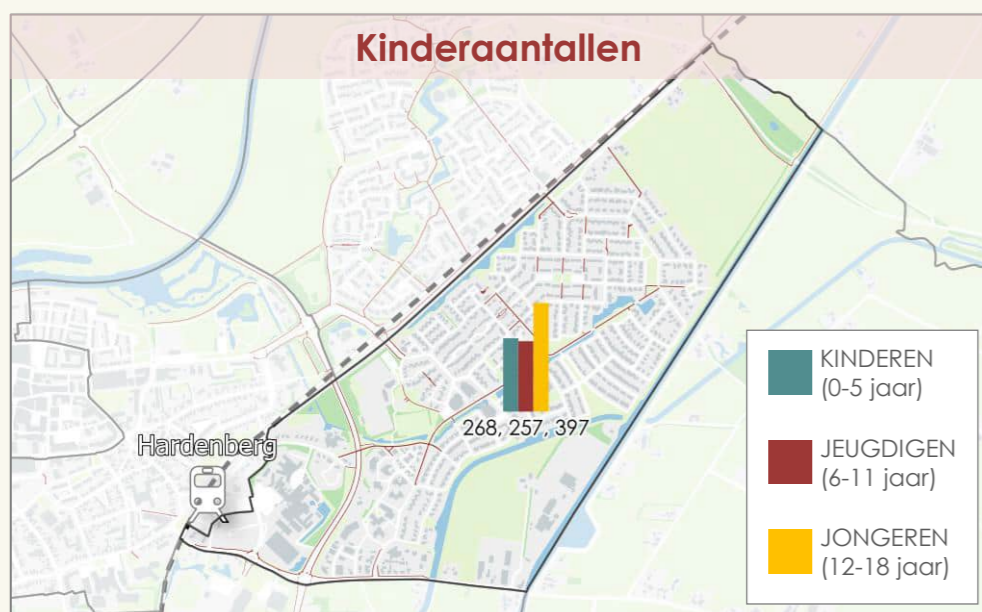 Kinderaantallen
268, 257, 397
Hardenberg
KINDEREN
(0-5 jaar)
JEUGDIGEN
(6-11 jaar)
JONGEREN
(12-18 jaar)